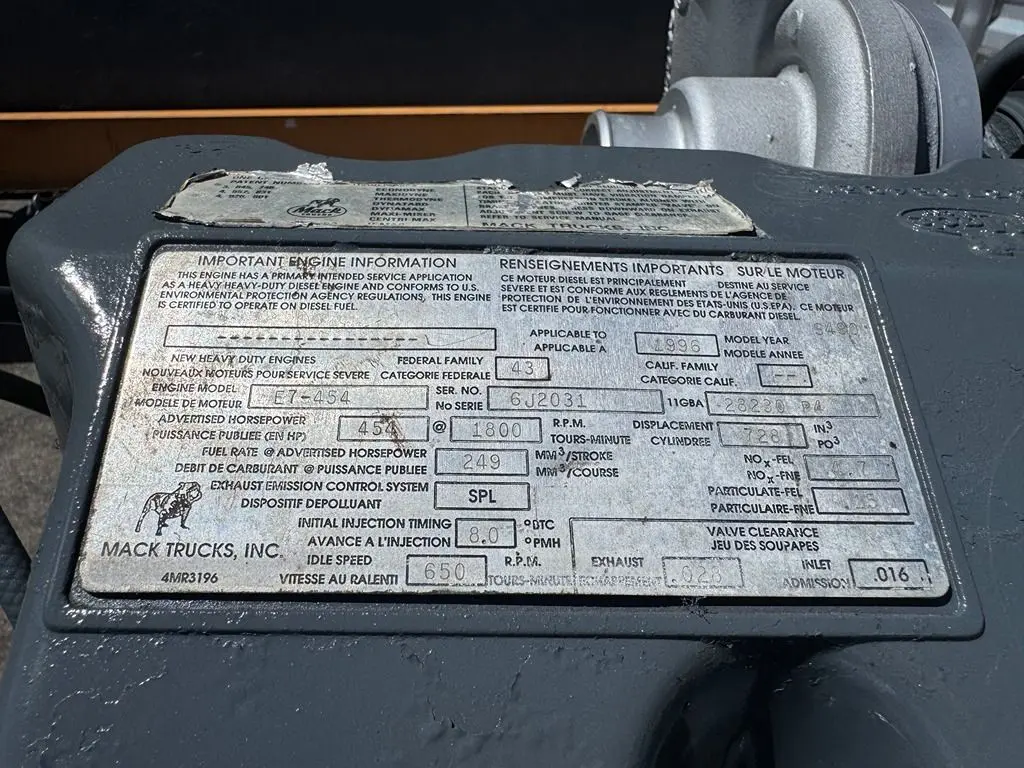 PATENT NUMB
Mack
MACK TRUCKS, INC.
IMPORTANT ENGINE INFORMATION
THIS ENGINE HAS A PRIMARY INTENDED SERVICE APPLICATION
AS A HEAVY HEAVY-DUTY DIESEL ENGINE AND CONFORMS TO U.S.
ENVIRONMENTAL PROTECTION AGENCY REGULATIONS, THIS ENGINE
IS CERTIFIED TO OPERATE ON DIESEL FUEL.
RENSEIGNEMENTS IMPORTANTS SUR LE MOTEUR
CE MOTEUR DIESEL EST PRINCIPALEMENT DESTINE AU SERVICE
SEVERE ET EST CONFORME AUX REGLEMENTS DE L'AGENCE DE
PROTECTION DE L'ENVIRONNEMENT DES ETATS-UNIS (U.S.EPA). CE MOTEUR
EST CERTIFIE POUR FONCTIONNER AVEC DU CARBURANT DIESEL.
APPLICABLE TO 1996 MODEL YEAR
APPLICABLE A MODELE ANNEE
NEW HEAVY DUTY ENGINES FEDERAL FAMILY 43 CALIF. FAMILY --
NOUVEAUX MOTEURS POUR SERVICE SEVERE CATEGORIE FEDERALE CATEGORIE CALIF.
ENGINE MODEL E7-454 SER. NO. 6J2031 11GBA 28230 P4
MODELE DE MOTEUR No SERIE
ADVERTISED HORSEPOWER 454 @ 1800 R.P.M. DISPLACEMENT 728 IN³
PUISSANCE PUBLIEE (EN HP) TOURS-MINUTE CYLINDREE PO³
FUEL RATE @ ADVERTISED HORSEPOWER 249 MM³/STROKE NOx-FEL
DEBIT DE CARBURANT @ PUISSANCE PUBLIEE MM³/COURSE NOx-FNE
EXHAUST EMISSION CONTROL SYSTEM SPL PARTICULATE-FEL
DISPOSITIF DEPOLLUANT PARTICULAIRE-FNE
INITIAL INJECTION TIMING 8.0 °BTC VALVE CLEARANCE
AVANCE A L'INJECTION °PMH JEU DES SOUPAPES
IDLE SPEED 650 R.P.M. EXHAUST INLET .016
VITESSE AU RALENTI TOURS-MINUTE ECHAPPEMENT ADMISSION
MACK TRUCKS, INC.
4MR3196